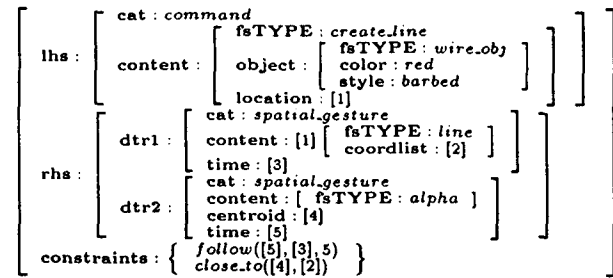 lhs : cat : command
content : fsTYPE : create_line
object : fsTYPE : wire_obj
color : red
style : barbed
location : [1]
rhs : dtr1 : cat : spatial_gesture
content : [1] [ fsTYPE : line
coordlist : [2] ]
time : [3]
dtr2 : cat : spatial_gesture
content : [ fsTYPE : alpha ]
centroid : [4]
time : [5]
constraints : { follow([5],[3],5)
close_to([4],[2]) }